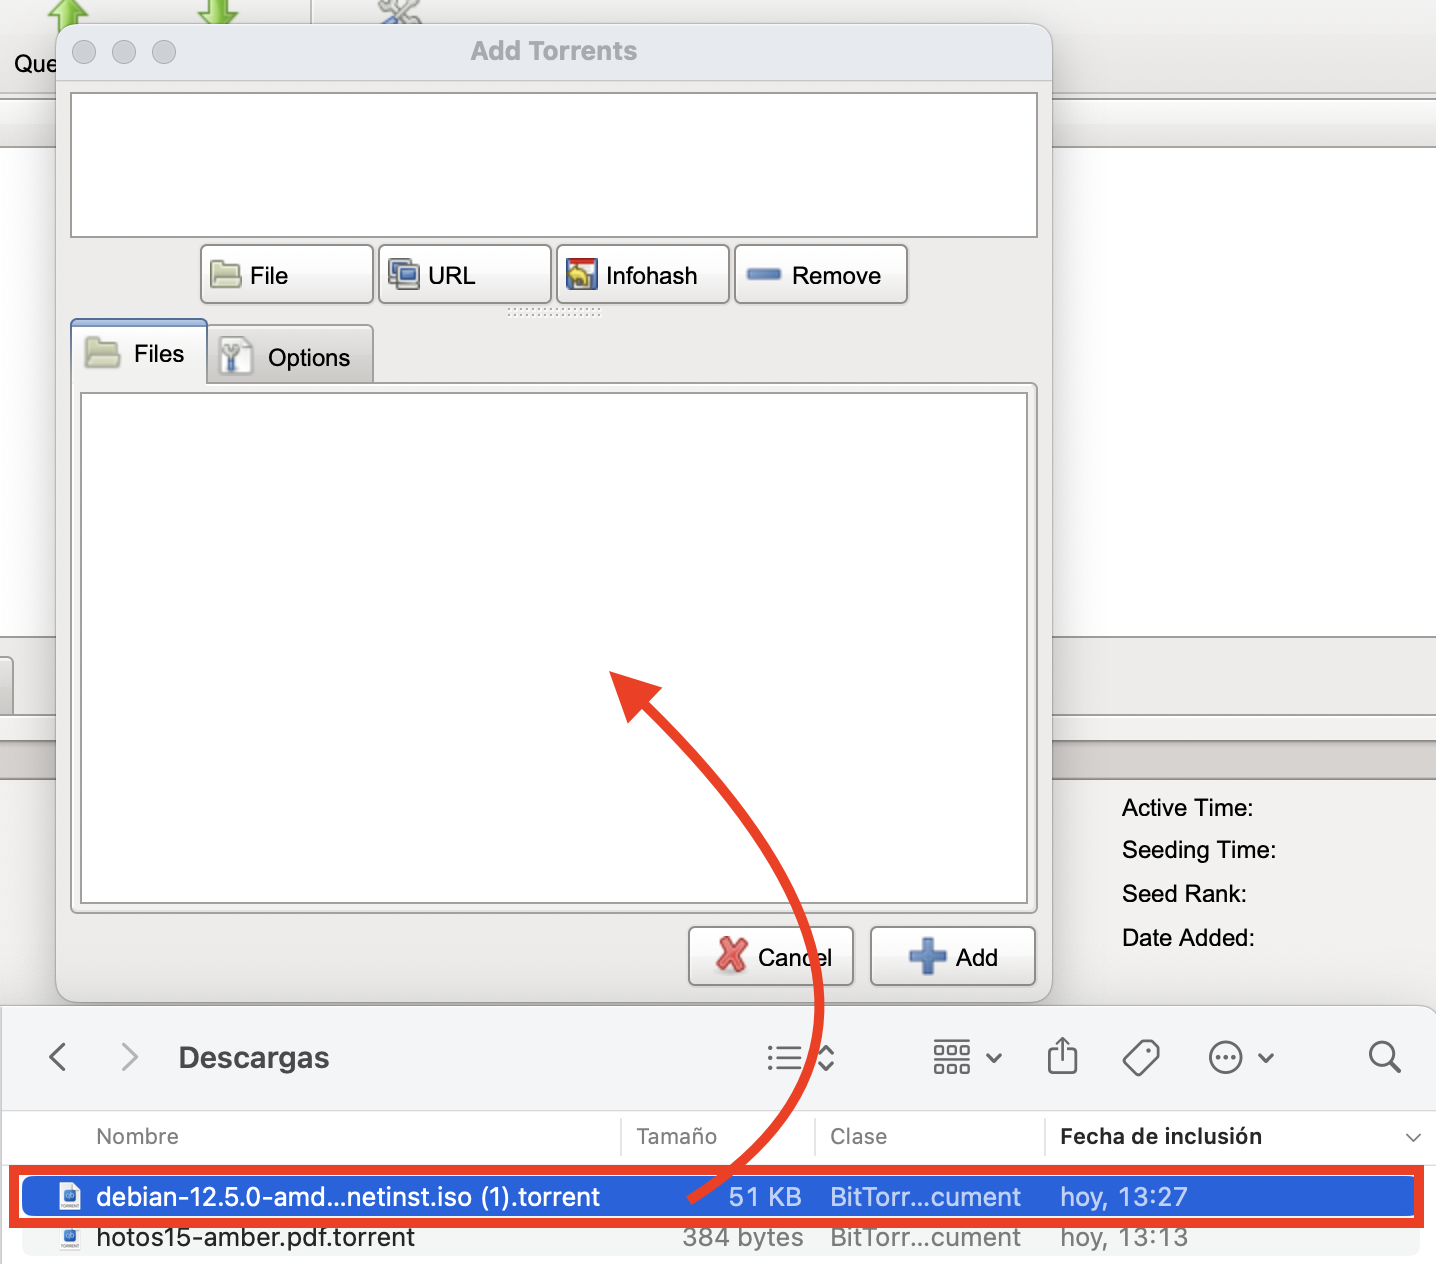 Que
Add Torrents
File
URL
Infohash
Remove
Files
Options
Active Time:
Seeding Time:
Seed Rank:
Date Added:
Cancel
Add
Descargas
Nombre
Tamaño
Clase
Fecha de inclusión
debian-12.5.0-amd...netinst.iso (1).torrent 51 KB BitTorr...cument hoy, 13:27
hotos15-amber.pdf.torrent 384 bytes BitTorr...cument hoy, 13:13